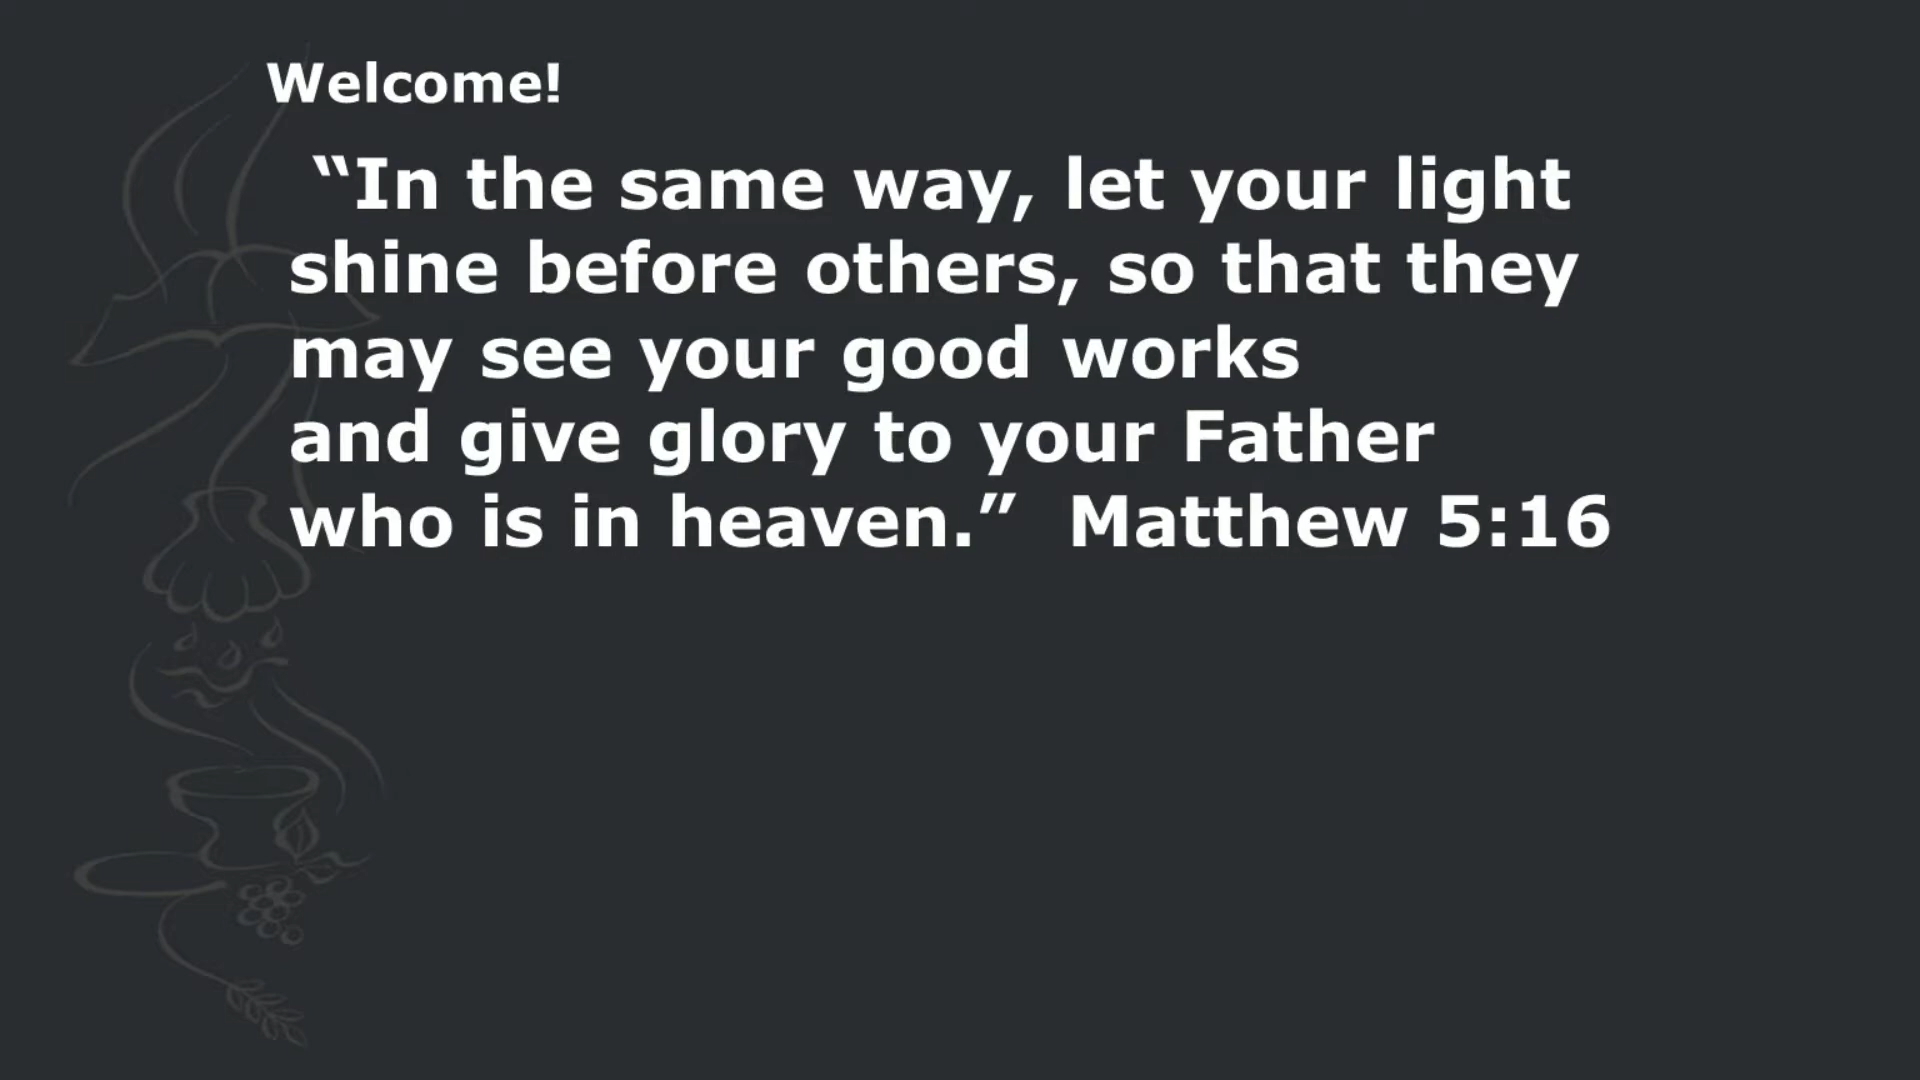 Welcome!
“In the same way, let your light
shine before others, so that they
may see your good works
and give glory to your Father
who is in heaven.”  Matthew 5:16